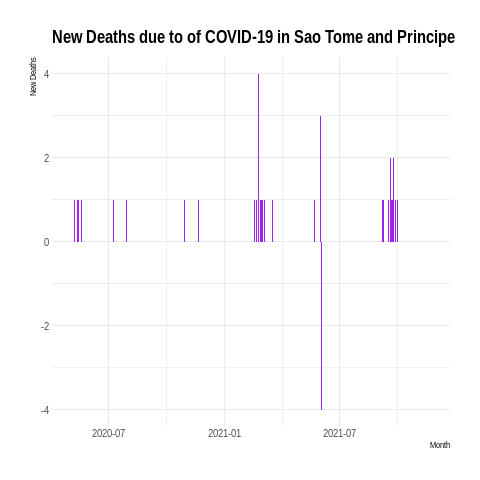 New Deaths due to of COVID-19 in Sao Tome and Principe
New Deaths
4
2
0
-2
-4
2020-07 2021-01 2021-07
Month